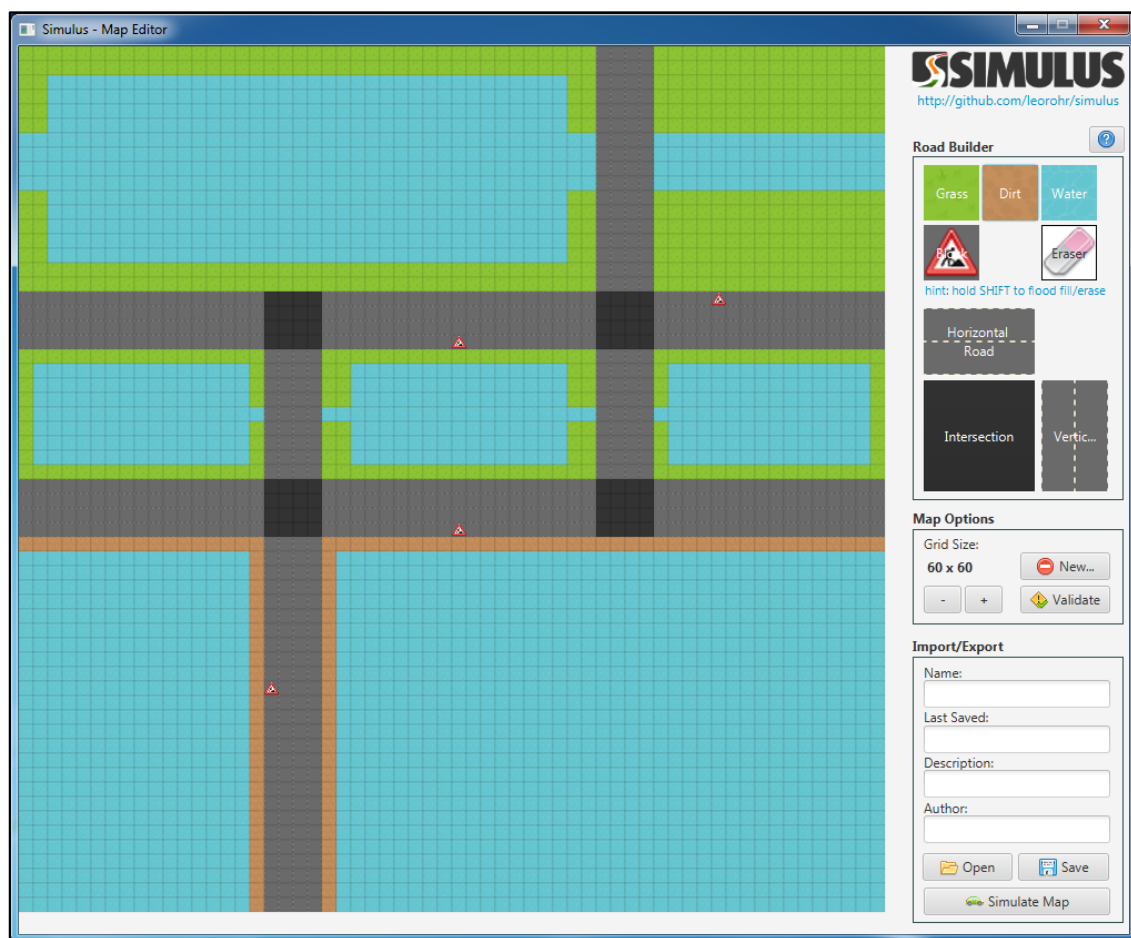 Simulus - Map Editor
SIMULUS
http://github.com/leorohr/simulus
Road Builder
Grass
Dirt
Water
Block
Eraser
hint: hold SHIFT to flood fill/erase
Horizontal
Road
Intersection
Vertic...
Map Options
Grid Size:
60 x 60
New...
-
+
Validate
Import/Export
Name:
Last Saved:
Description:
Author:
Open
Save
Simulate Map